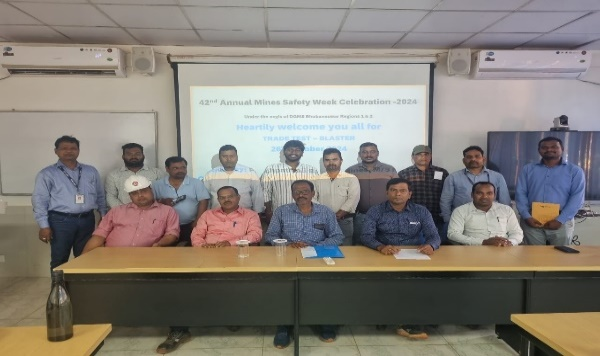 42nd Annual Mines Safety Week Celebration -2024
Under the aegis of DGMS Bhubaneswar Regions 1 & 2
Heartily welcome you all for
TRADE TEST – BLASTER